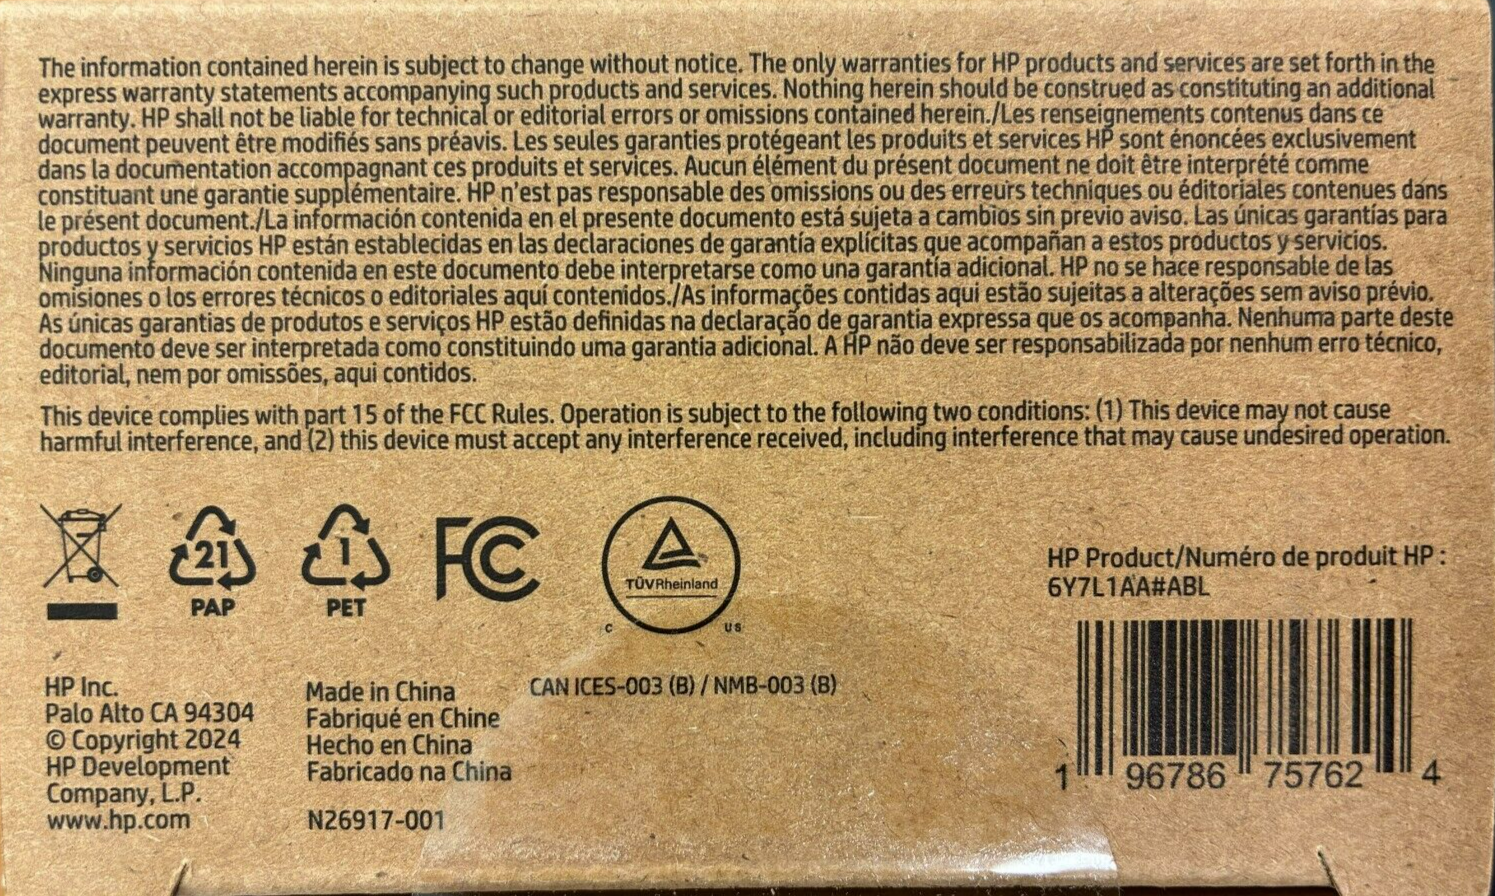 The information contained herein is subject to change without notice. The only warranties for HP products and services are set forth in the
express warranty statements accompanying such products and services. Nothing herein should be construed as constituting an additional
warranty. HP shall not be liable for technical or editorial errors or omissions contained herein./Les renseignements contenus dans ce
document peuvent être modifiés sans préavis. Les seules garanties protégeant les produits et services HP sont énoncées exclusivement
dans la documentation accompagnant ces produits et services. Aucun élément du présent document ne doit être interprété comme
constituant une garantie supplémentaire. HP n'est pas responsable des omissions ou des erreurs techniques ou éditoriales contenues dans
le présent document./La información contenida en el presente documento está sujeta a cambios sin previo aviso. Las únicas garantías para
productos y servicios HP están establecidas en las declaraciones de garantía explícitas que acompañan a estos productos y servicios.
Ninguna información contenida en este documento debe interpretarse como una garantía adicional. HP no se hace responsable de las
omisiones o los errores técnicos o editoriales aquí contenidos./As informações contidas aqui estão sujeitas a alterações sem aviso prévio.
As únicas garantias de produtos e serviços HP estão definidas na declaração de garantia expressa que os acompanha. Nenhuma parte deste
documento deve ser interpretada como constituindo uma garantia adicional. A HP não deve ser responsabilizada por nenhum erro técnico,
editorial, nem por omissões, aqui contidos.
This device complies with part 15 of the FCC Rules. Operation is subject to the following two conditions: (1) This device may not cause
harmful interference, and (2) this device must accept any interference received, including interference that may cause undesired operation.
21
PAP
1
PET
FC
TÜVRheinland
C US
HP Product/Numéro de produit HP :
6Y7L1AA#ABL
1 96786 75762 4
HP Inc.
Palo Alto CA 94304
© Copyright 2024
HP Development
Company, L.P.
www.hp.com
Made in China
Fabriqué en Chine
Hecho en China
Fabricado na China
N26917-001
CAN ICES-003 (B) / NMB-003 (B)